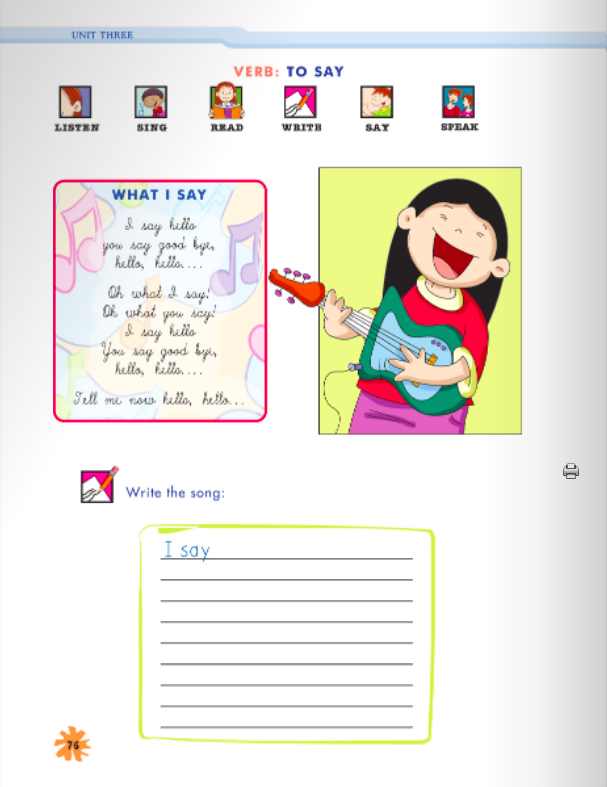 UNIT THREE
VERB: TO SAY
LISTEN SING READ WRITE SAY SPEAK
WHAT I SAY
I say hello
you say good bye,
hello, hello....
Oh what I say!
Oh what you say!
I say hello
You say good bye,
hello, hello....
Tell me now hello, hello...
Write the song:
I say
76